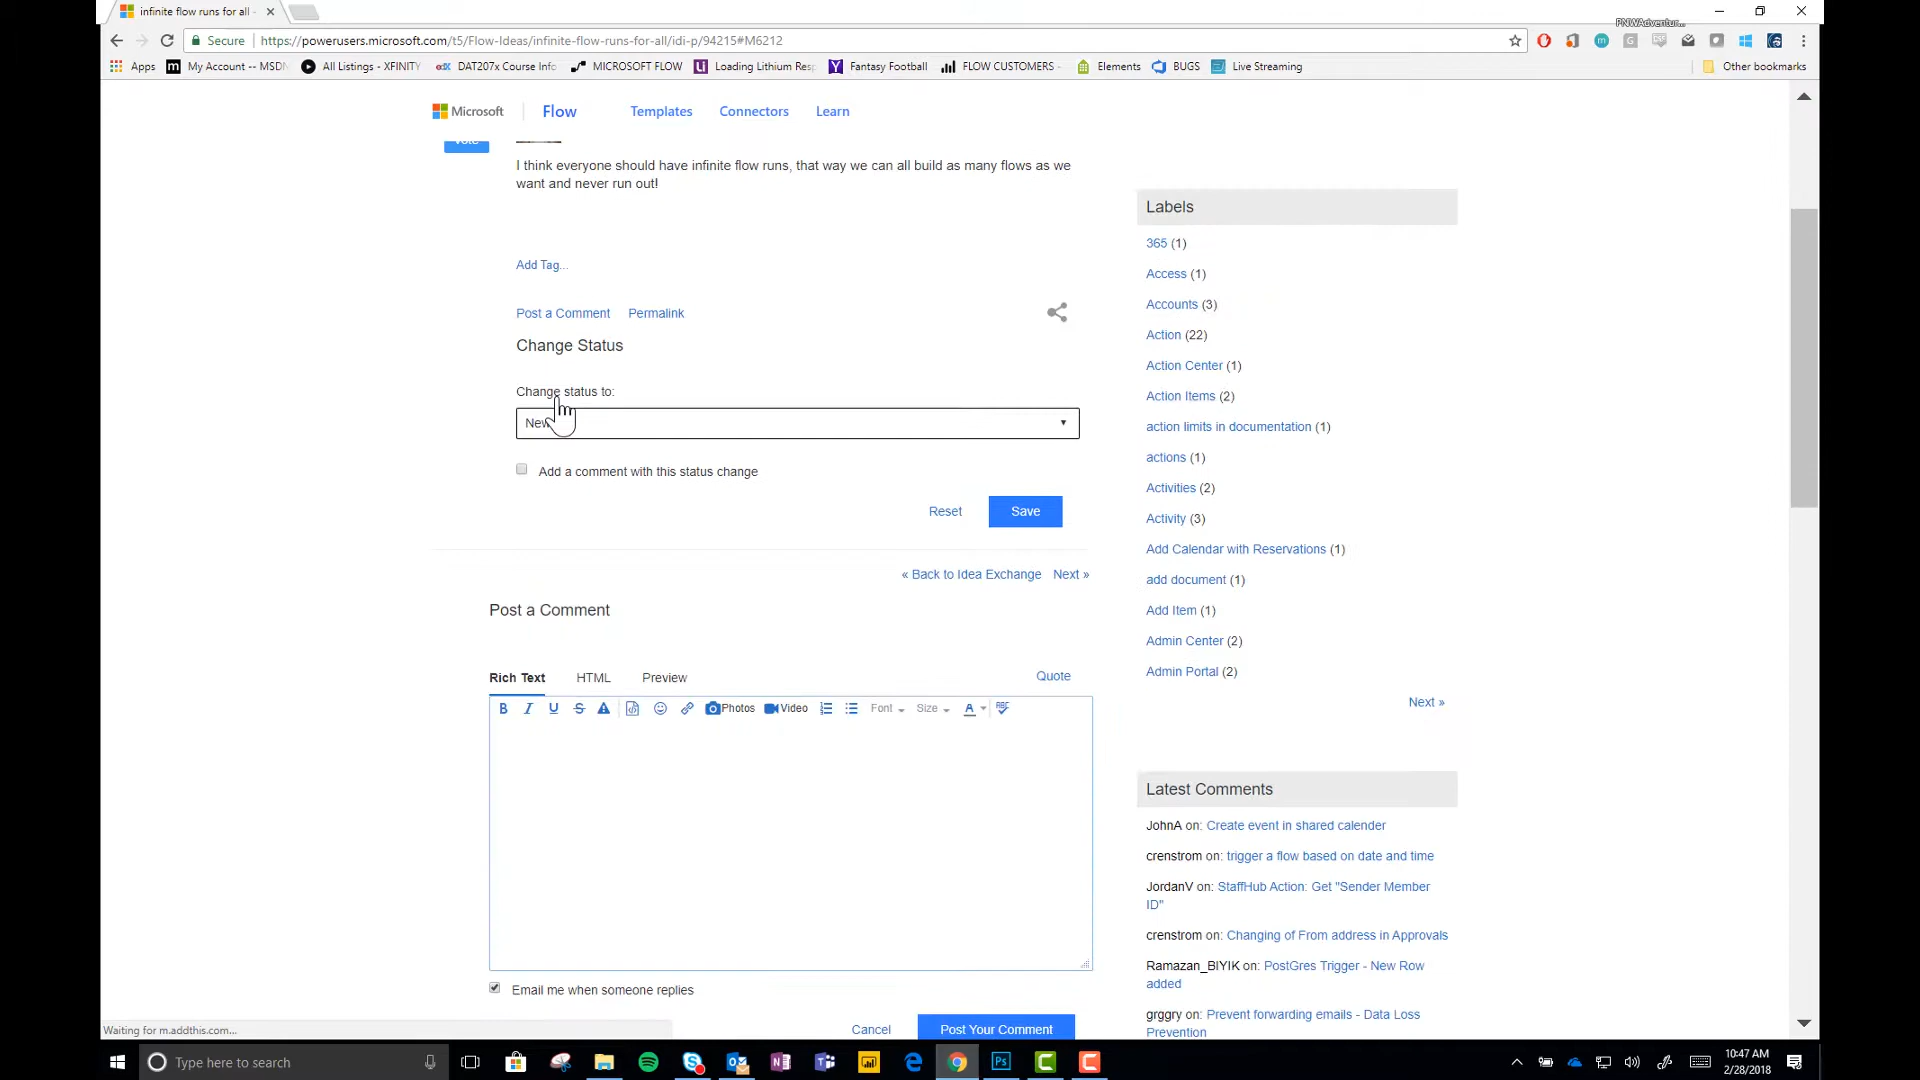 infinite flow runs for all -
PNWAdventur...
Secure
https://powerusers.microsoft.com/t5/Flow-Ideas/infinite-flow-runs-for-all/idi-p/94215#M6212
Apps
My Account -- MSDN
All Listings - XFINITY
DAT207x Course Info
MICROSOFT FLOW
Loading Lithium Resp
Fantasy Football
FLOW CUSTOMERS -
Elements
BUGS
Live Streaming
Other bookmarks
Microsoft
Flow
Templates
Connectors
Learn
Vote
I think everyone should have infinite flow runs, that way we can all build as many flows as we
want and never run out!
Add Tag...
Post a Comment
Permalink
Change Status
Change status to:
New
Add a comment with this status change
Reset
Save
« Back to Idea Exchange
Next »
Post a Comment
Rich Text
HTML
Preview
Quote
B
I
U
S
Photos
Video
Font
Size
A
ABC
Email me when someone replies
Cancel
Post Your Comment
Labels
365 (1)
Access (1)
Accounts (3)
Action (22)
Action Center (1)
Action Items (2)
action limits in documentation (1)
actions (1)
Activities (2)
Activity (3)
Add Calendar with Reservations (1)
add document (1)
Add Item (1)
Admin Center (2)
Admin Portal (2)
Next »
Latest Comments
JohnA on: Create event in shared calender
crenstrom on: trigger a flow based on date and time
JordanV on: StaffHub Action: Get "Sender Member
ID"
crenstrom on: Changing of From address in Approvals
Ramazan_BIYIK on: PostGres Trigger - New Row
added
grggry on: Prevent forwarding emails - Data Loss
Prevention
Waiting for m.addthis.com...
Type here to search
10:47 AM
2/28/2018